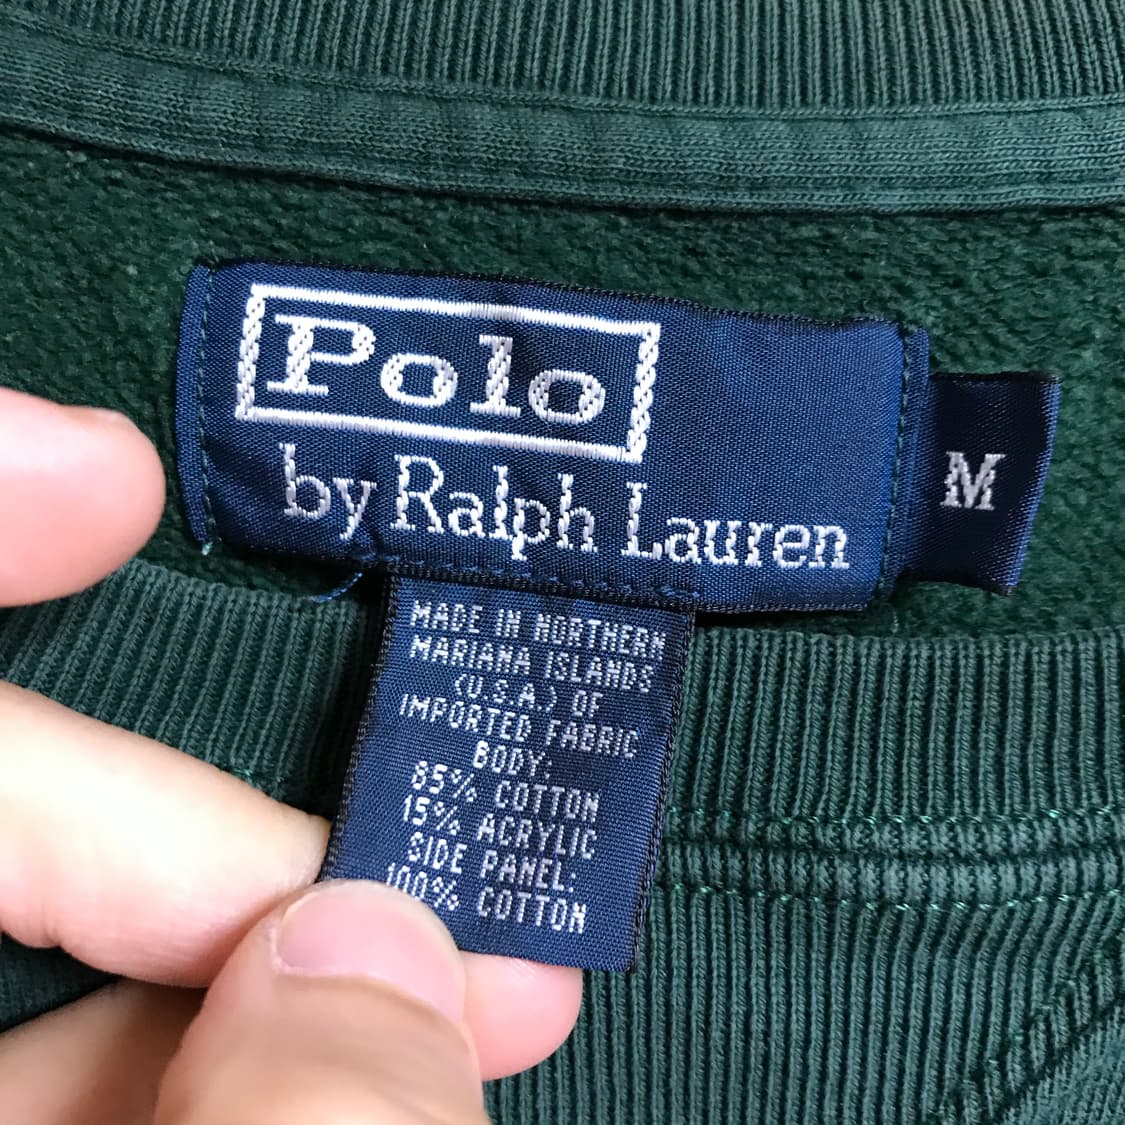 Polo
by Ralph Lauren
M
MADE IN NORTHERN
MARIANA ISLANDS
(U.S.A.) OF
IMPORTED FABRIC
BODY:
85% COTTON
15% ACRYLIC
SIDE PANEL:
100% COTTON